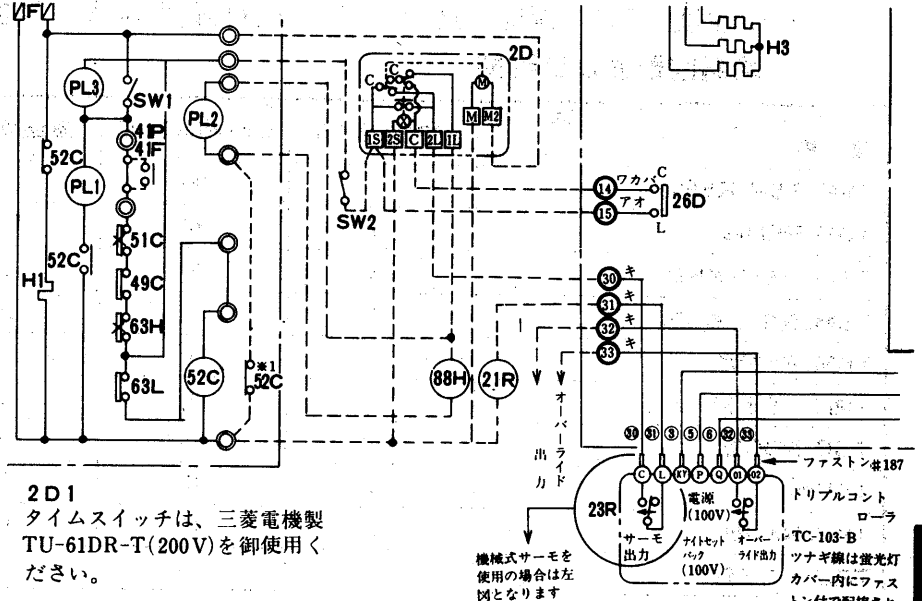 F
PL3
SW1
PL2
41P
41F
52C
PL1
51C
52C
H1
49C
63H
63L
52C
※1
52C
2D
C
C
M
M
M2
1S
2S
C
2L
1L
SW2
H3
14
ワカバ
C
15
アオ
26D
L
30
キ
31
キ
32
キ
33
キ
88H
21R
オーバーライド
出力
30
31
3
5
6
32
33
ファストン#187
C
L
KY
P
Q
01
02
23R
電源
(100V)
サーモ
出力
ナイトセット
バック
(100V)
オーバー
ライド出力
トリプルコント
ローラ
TC-103-B
ツナギ線は蛍光灯
カバー内にファス
機械式サーモを
使用の場合は左
図となります
2D1
タイムスイッチは、三菱電機製
TU-61DR-T(200V)を御使用く
ださい。